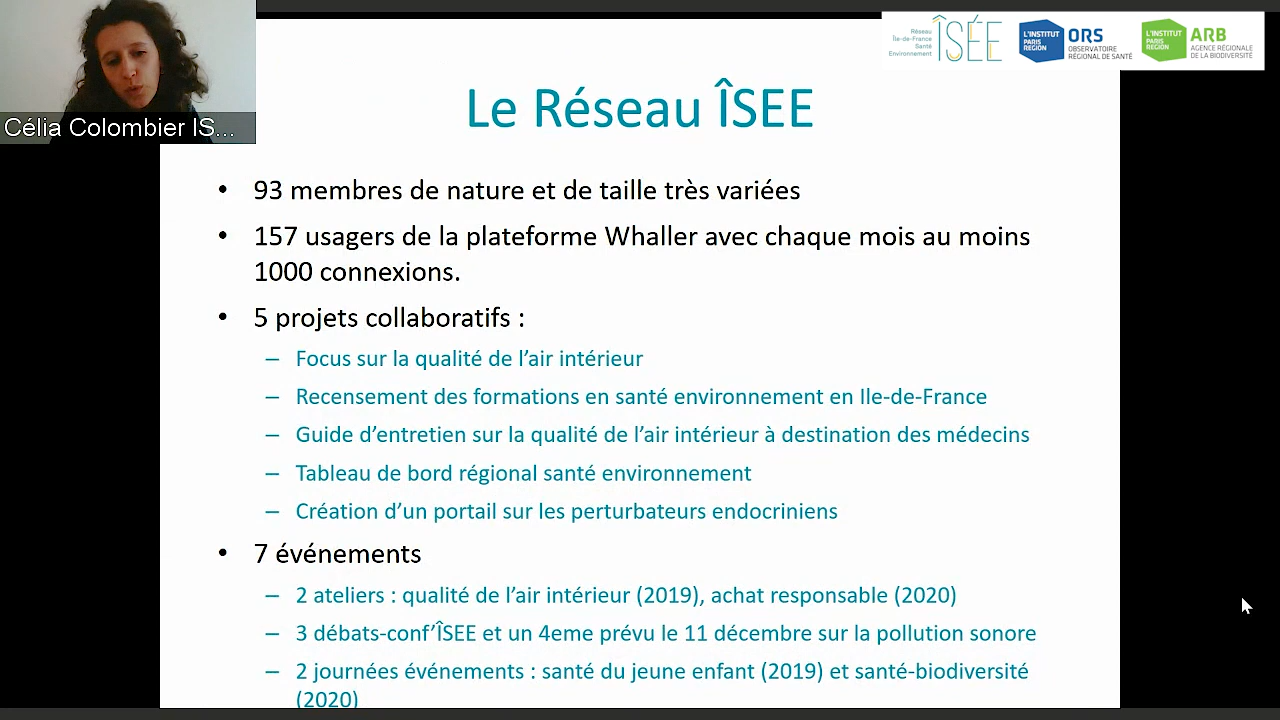 Célia Colombier IS...
Réseau
Île-de-France
Santé
Environnement
ÎSÉE
L'INSTITUT
PARIS
REGION
ORS
OBSERVATOIRE
RÉGIONAL DE SANTÉ
L'INSTITUT
PARIS
REGION
ARB
AGENCE RÉGIONALE
DE LA BIODIVERSITÉ
Le Réseau ÎSEE
• 93 membres de nature et de taille très variées
• 157 usagers de la plateforme Whaller avec chaque mois au moins
1000 connexions.
• 5 projets collaboratifs :
– Focus sur la qualité de l’air intérieur
– Recensement des formations en santé environnement en Ile-de-France
– Guide d’entretien sur la qualité de l’air intérieur à destination des médecins
– Tableau de bord régional santé environnement
– Création d’un portail sur les perturbateurs endocriniens
• 7 événements
– 2 ateliers : qualité de l’air intérieur (2019), achat responsable (2020)
– 3 débats-conf’ÎSEE et un 4eme prévu le 11 décembre sur la pollution sonore
– 2 journées événements : santé du jeune enfant (2019) et santé-biodiversité
(2020)